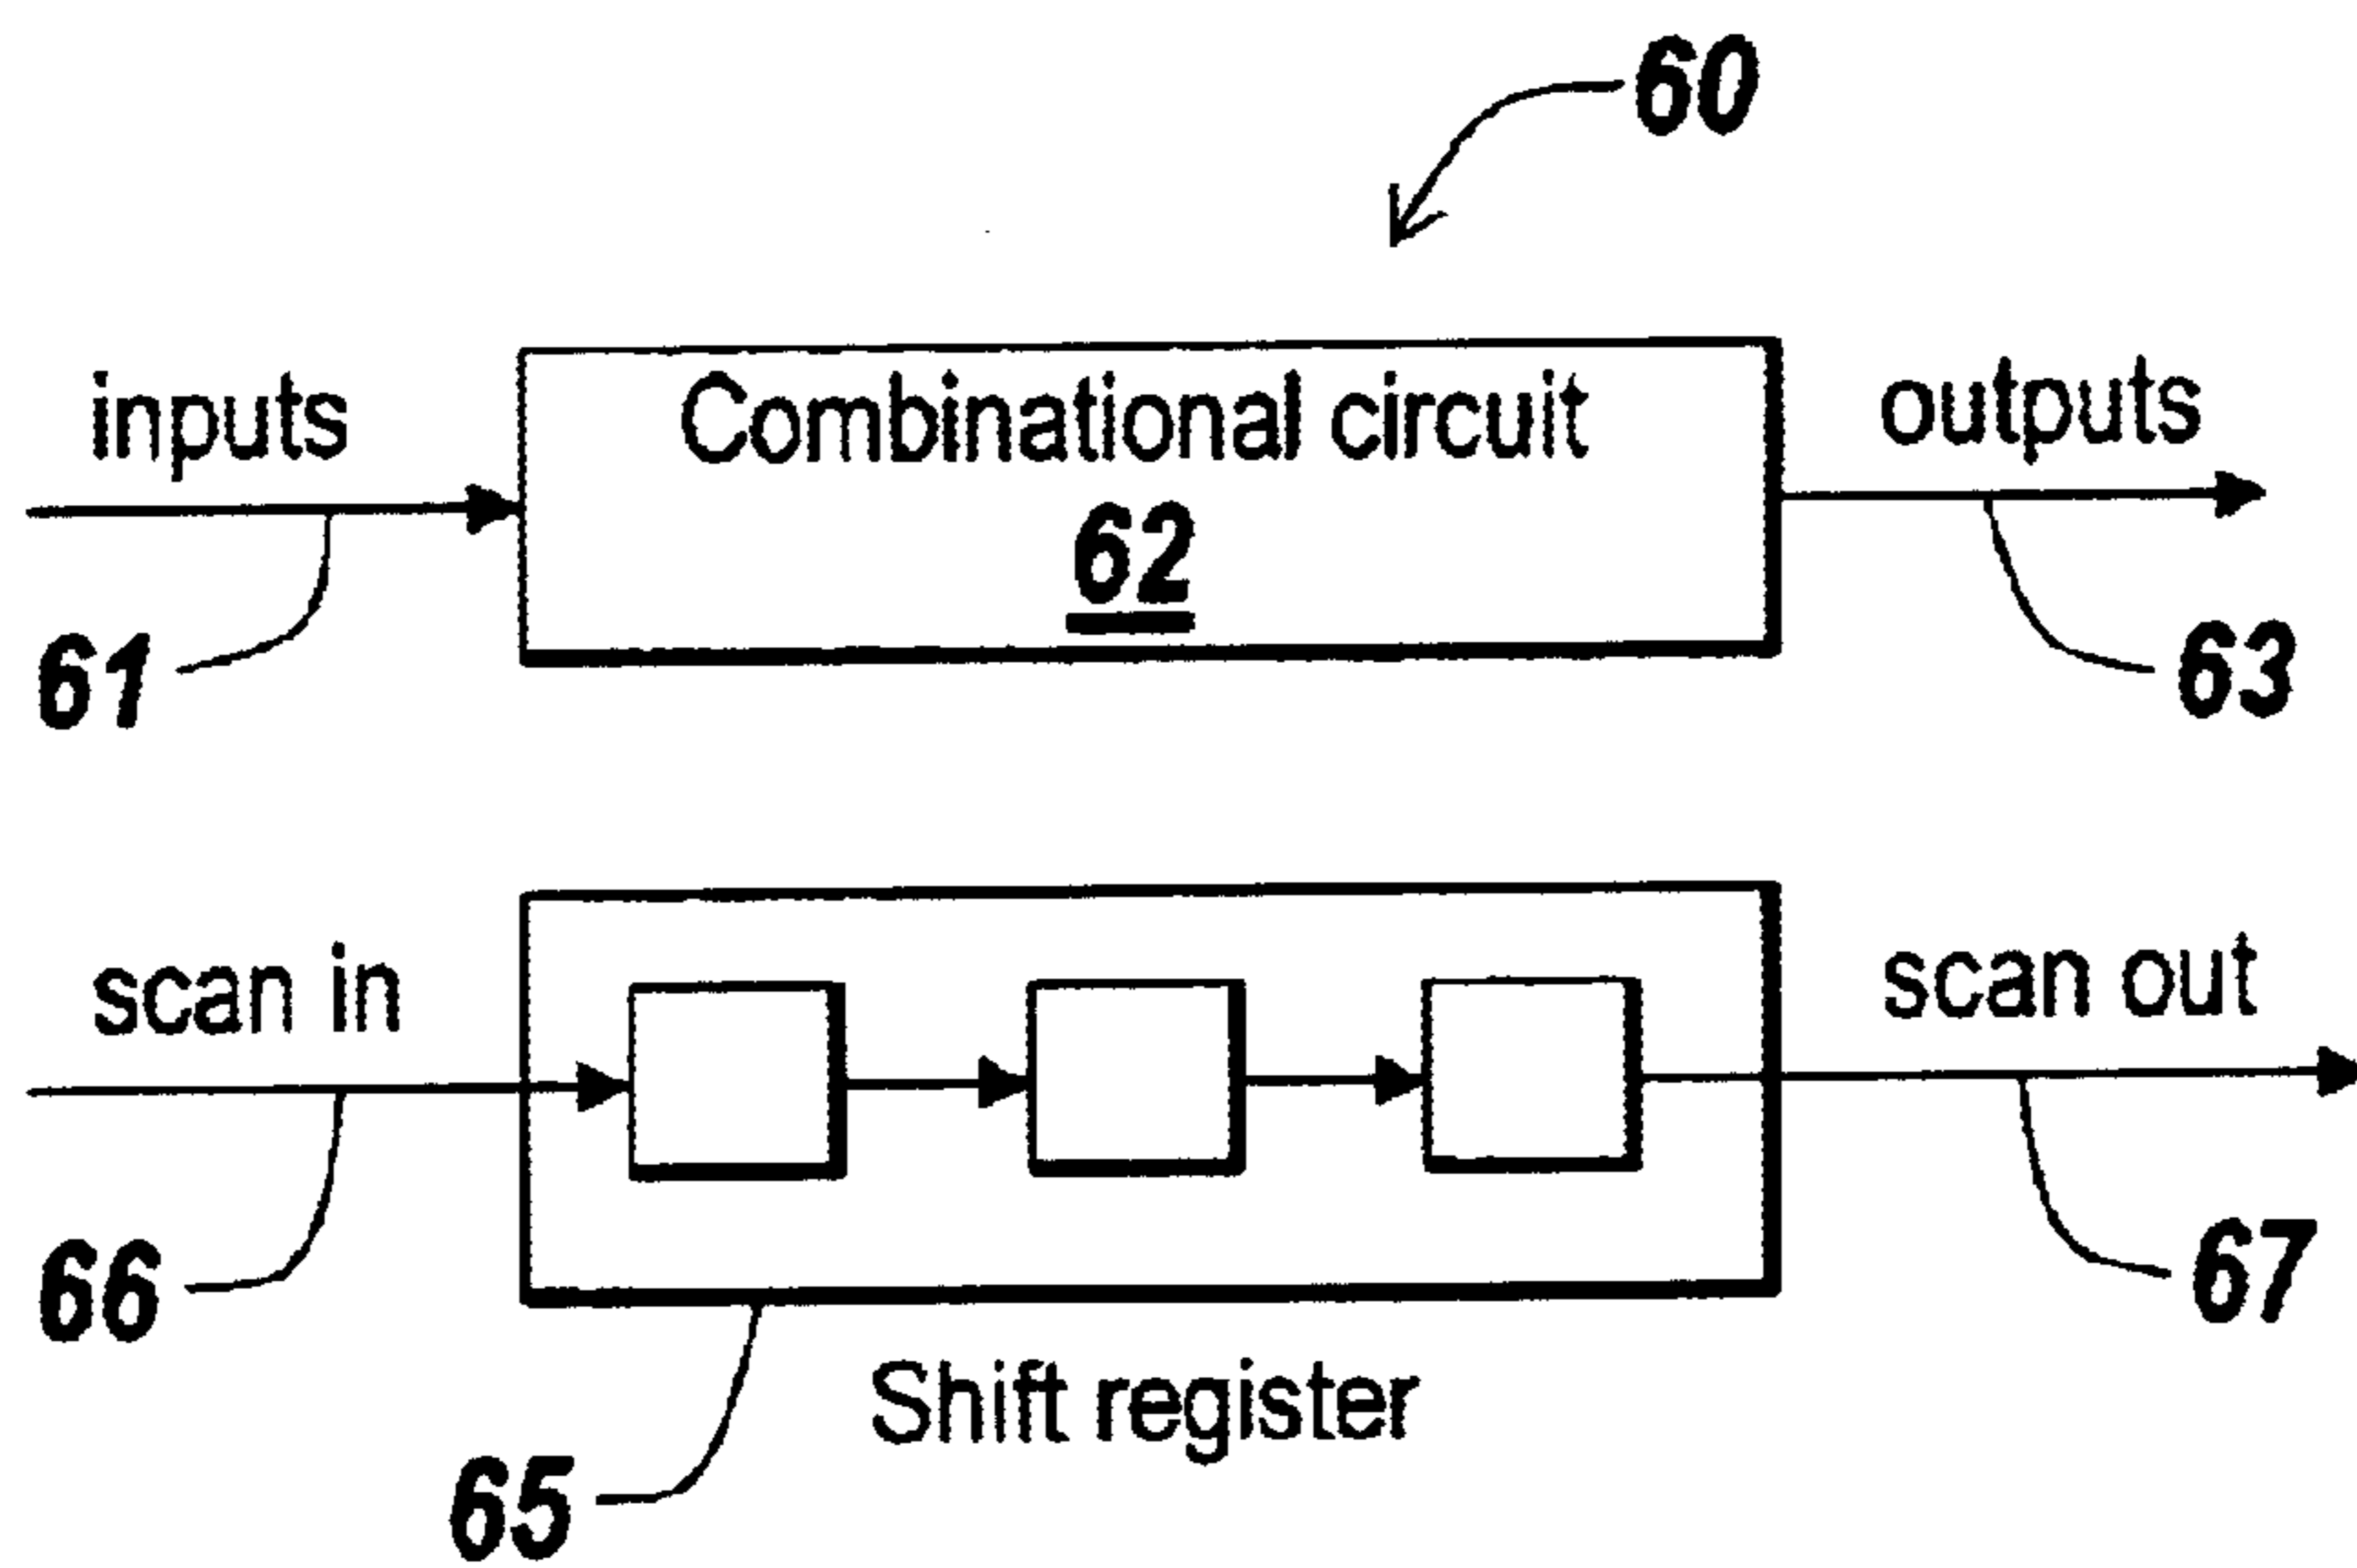 60
inputs
Combinational circuit
outputs
62
61
63
scan in
scan out
66
67
Shift register
65